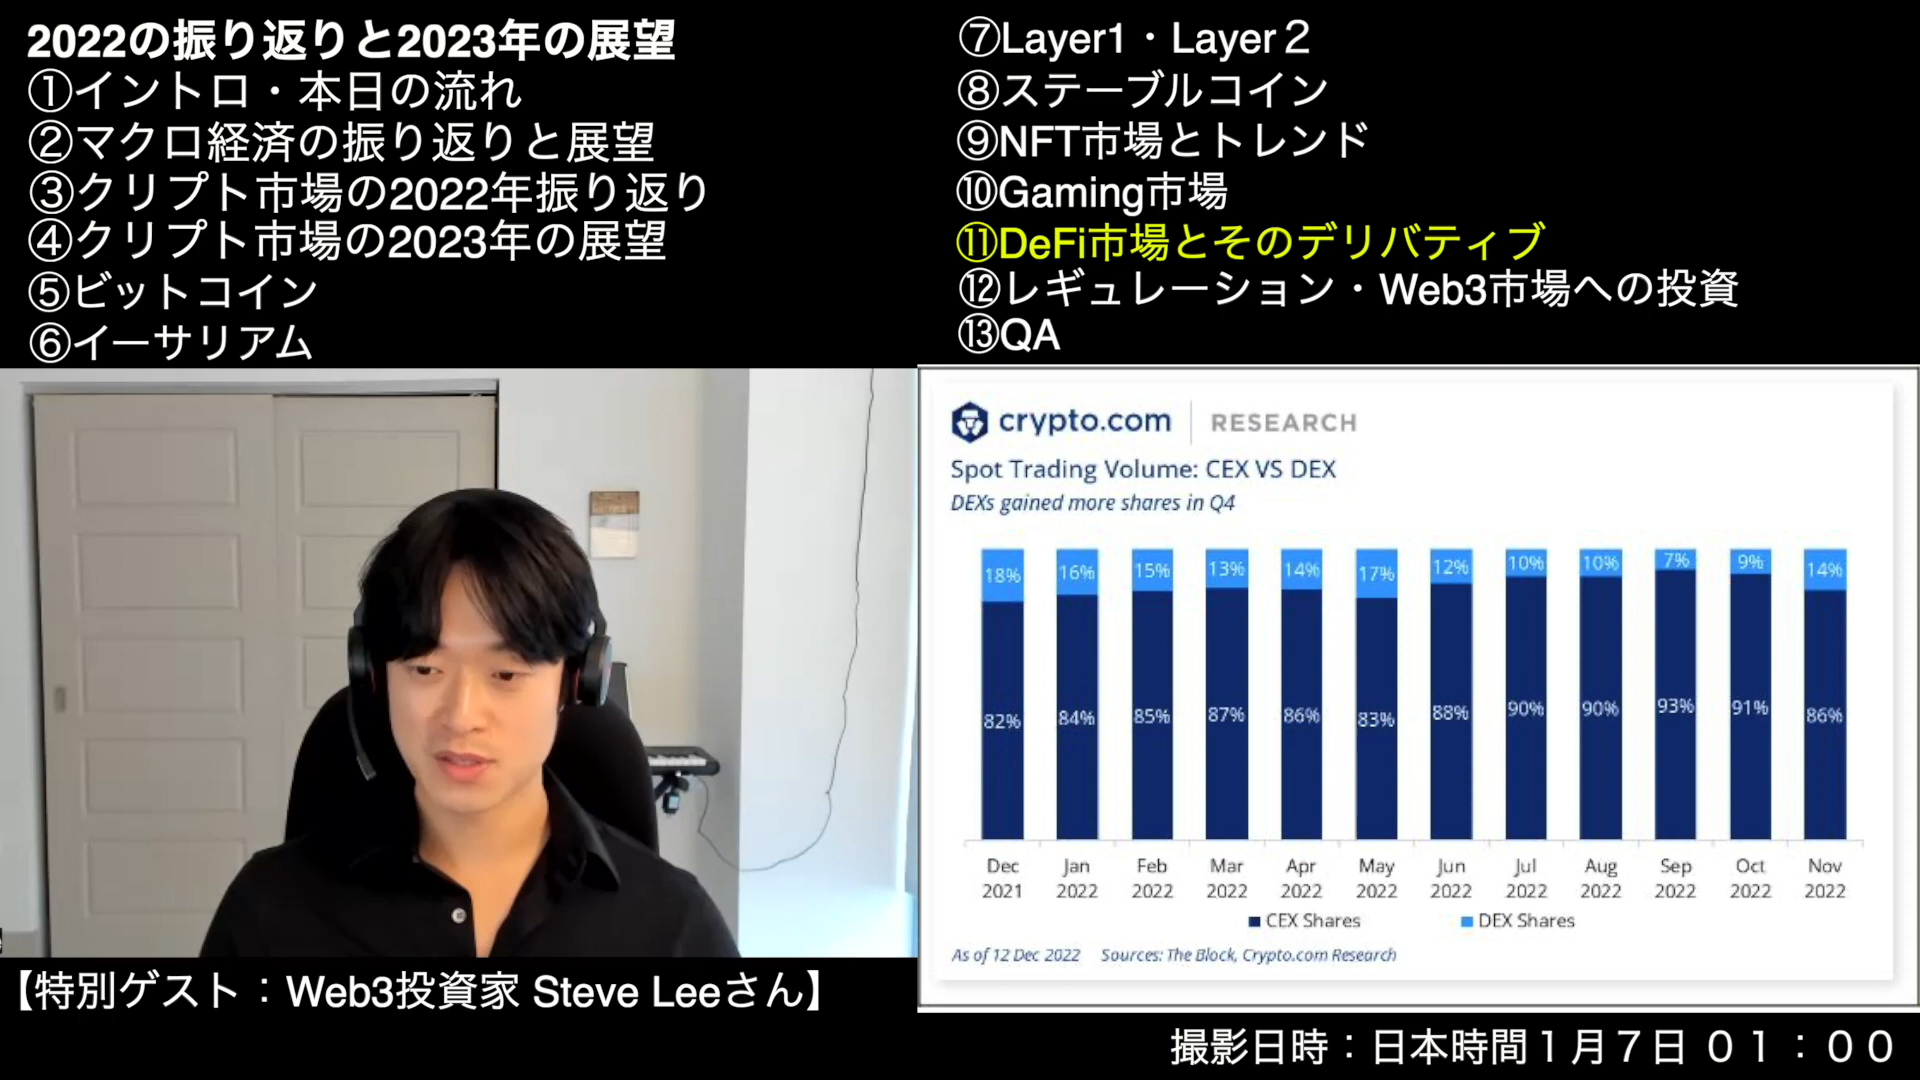 2022の振り返りと2023年の展望
①イントロ・本日の流れ
②マクロ経済の振り返りと展望
③クリプト市場の2022年振り返り
④クリプト市場の2023年の展望
⑤ビットコイン
⑥イーサリアム
⑦Layer1・Layer２
⑧ステーブルコイン
⑨NFT市場とトレンド
⑩Gaming市場
⑪DeFi市場とそのデリバティブ
⑫レギュレーション・Web3市場への投資
⑬QA
crypto.com RESEARCH
Spot Trading Volume: CEX VS DEX
DEXs gained more shares in Q4
18% 16% 15% 13% 14% 17% 12% 10% 10% 7% 9% 14%
82% 84% 85% 87% 86% 83% 88% 90% 90% 93% 91% 86%
Dec Jan Feb Mar Apr May Jun Jul Aug Sep Oct Nov
2021 2022 2022 2022 2022 2022 2022 2022 2022 2022 2022 2022
CEX Shares DEX Shares
As of 12 Dec 2022 Sources: The Block, Crypto.com Research
【特別ゲスト：Web3投資家 Steve Leeさん】
撮影日時：日本時間１月７日 ０１：００